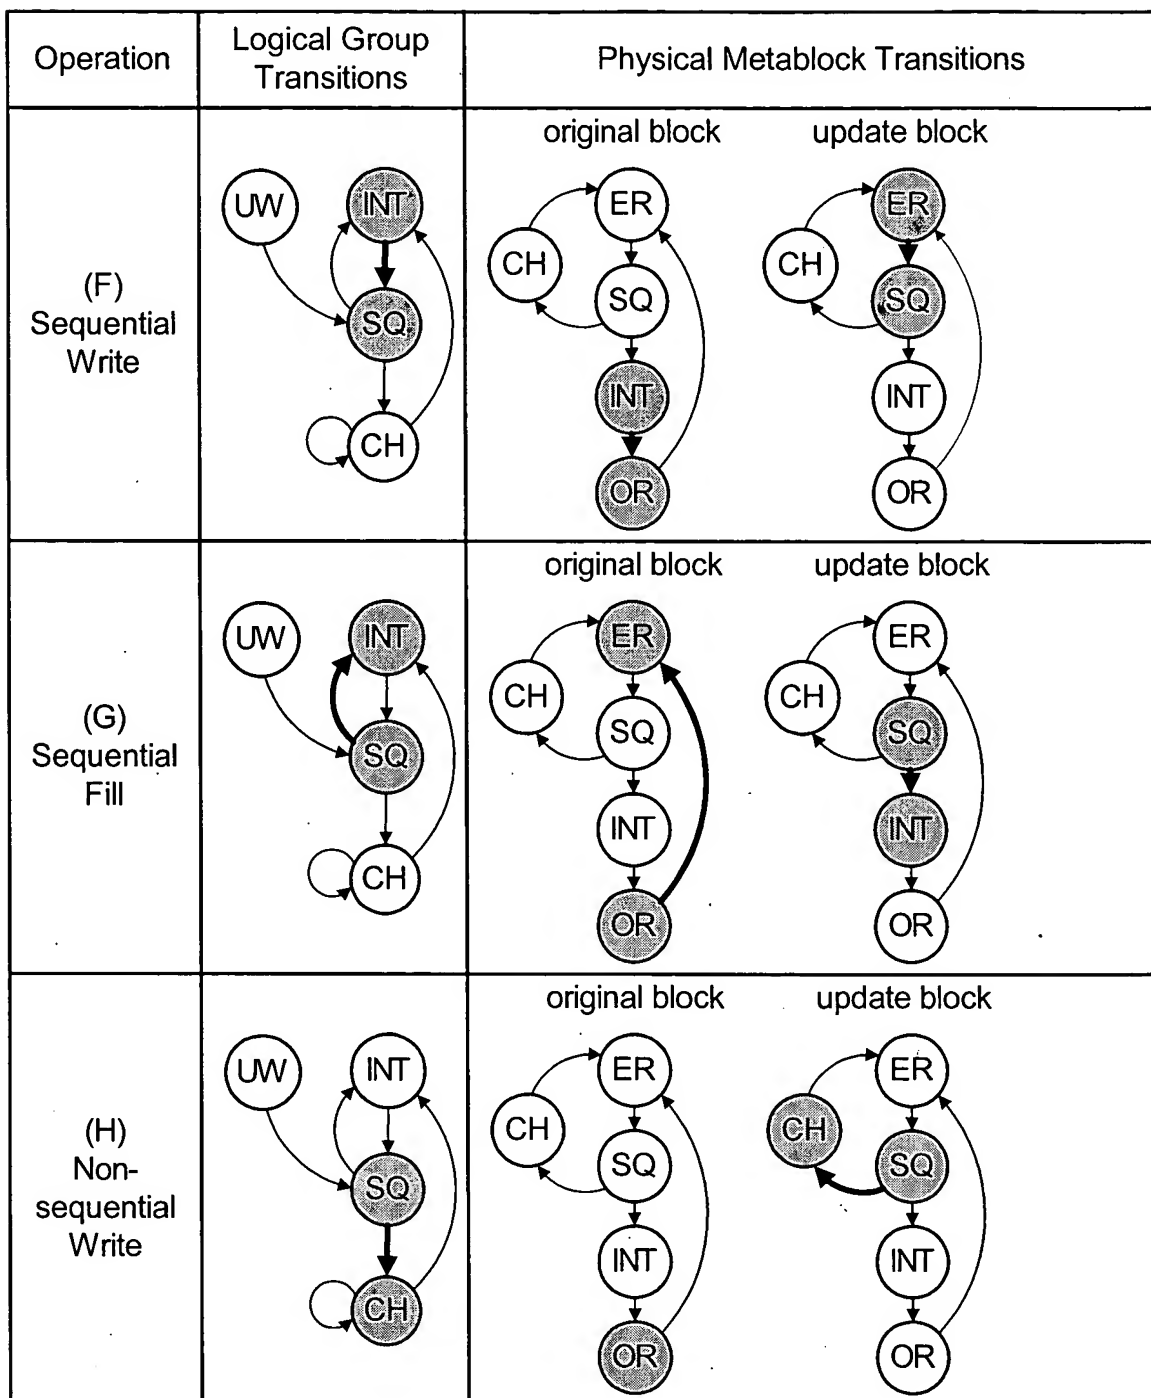 Operation
Logical Group
Transitions
Physical Metablock Transitions
(F)
Sequential
Write
UW
INT
SQ
CH
original block
ER
CH
SQ
INT
OR
update block
ER
CH
SQ
INT
OR
(G)
Sequential
Fill
UW
INT
SQ
CH
original block
ER
CH
SQ
INT
OR
update block
ER
CH
SQ
INT
OR
(H)
Non-
sequential
Write
UW
INT
SQ
CH
original block
ER
CH
SQ
INT
OR
update block
ER
CH
SQ
INT
OR